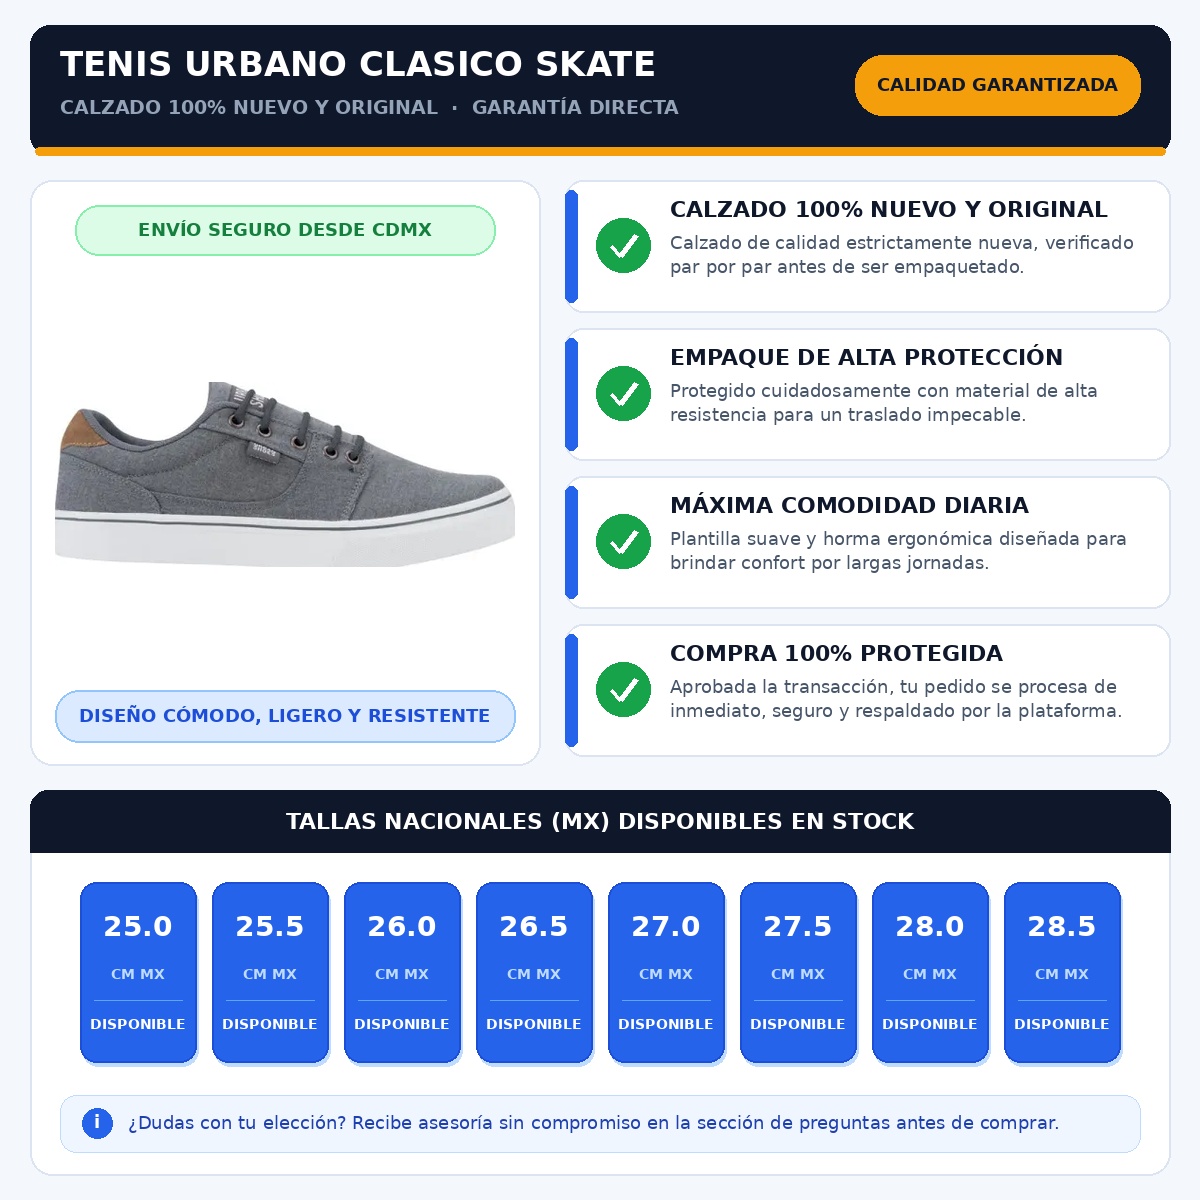 TENIS URBANO CLASICO SKATE
CALZADO 100% NUEVO Y ORIGINAL · GARANTÍA DIRECTA
CALIDAD GARANTIZADA
ENVÍO SEGURO DESDE CDMX
DISEÑO CÓMODO, LIGERO Y RESISTENTE
CALZADO 100% NUEVO Y ORIGINAL
Calzado de calidad estrictamente nueva, verificado
par por par antes de ser empaquetado.
EMPAQUE DE ALTA PROTECCIÓN
Protegido cuidadosamente con material de alta
resistencia para un traslado impecable.
MÁXIMA COMODIDAD DIARIA
Plantilla suave y horma ergonómica diseñada para
brindar confort por largas jornadas.
COMPRA 100% PROTEGIDA
Aprobada la transacción, tu pedido se procesa de
inmediato, seguro y respaldado por la plataforma.
TALLAS NACIONALES (MX) DISPONIBLES EN STOCK
25.0 25.5 26.0 26.5 27.0 27.5 28.0 28.5
CM MX CM MX CM MX CM MX CM MX CM MX CM MX CM MX
DISPONIBLE DISPONIBLE DISPONIBLE DISPONIBLE DISPONIBLE DISPONIBLE DISPONIBLE DISPONIBLE
i ¿Dudas con tu elección? Recibe asesoría sin compromiso en la sección de preguntas antes de comprar.